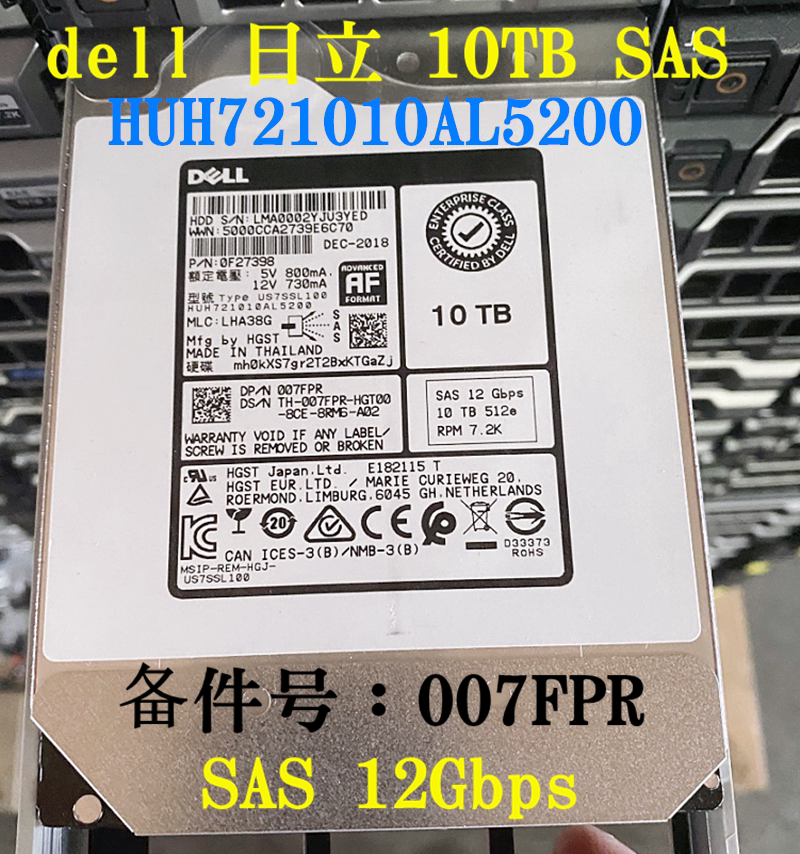 dell 日立 10TB SAS
HUH721010AL5200
DELL
HDD S/N: LMA0002YJU3YED
WWN: 5000CCA2739E6C70
DEC-2018
P/N:0F27398
額定電壓: 5V 800mA.
12V 730mA
ADVANCED
AF
FORMAT
型號 Type US7SSL100
HUH721010AL5200
MLC: LHA38G
SAS
Mfg by HGST
MADE IN THAILAND
硬碟 mh0kXS7gr2T2BxKTGaZj
ENTERPRISE CLASS
CERTIFIED BY DELL
10 TB
DP/N 007FPR
DS/N TH-007FPR-HGT00
-8CE-8RM6-A02
WARRANTY VOID IF ANY LABEL/
SCREW IS REMOVED OR BROKEN
SAS 12 Gbps
10 TB 512e
RPM 7.2K
HGST Japan.Ltd. E182115 T
HGST EUR.LTD. / MARIE CURIEWEG 20.
ROERMOND.LIMBURG.6045 GH.NETHERLANDS
20
CE
D33373
RoHS
CAN ICES-3(B)/NMB-3(B)
MSIP-REM-HGJ-
US7SSL100
备件号：007FPR
SAS 12Gbps